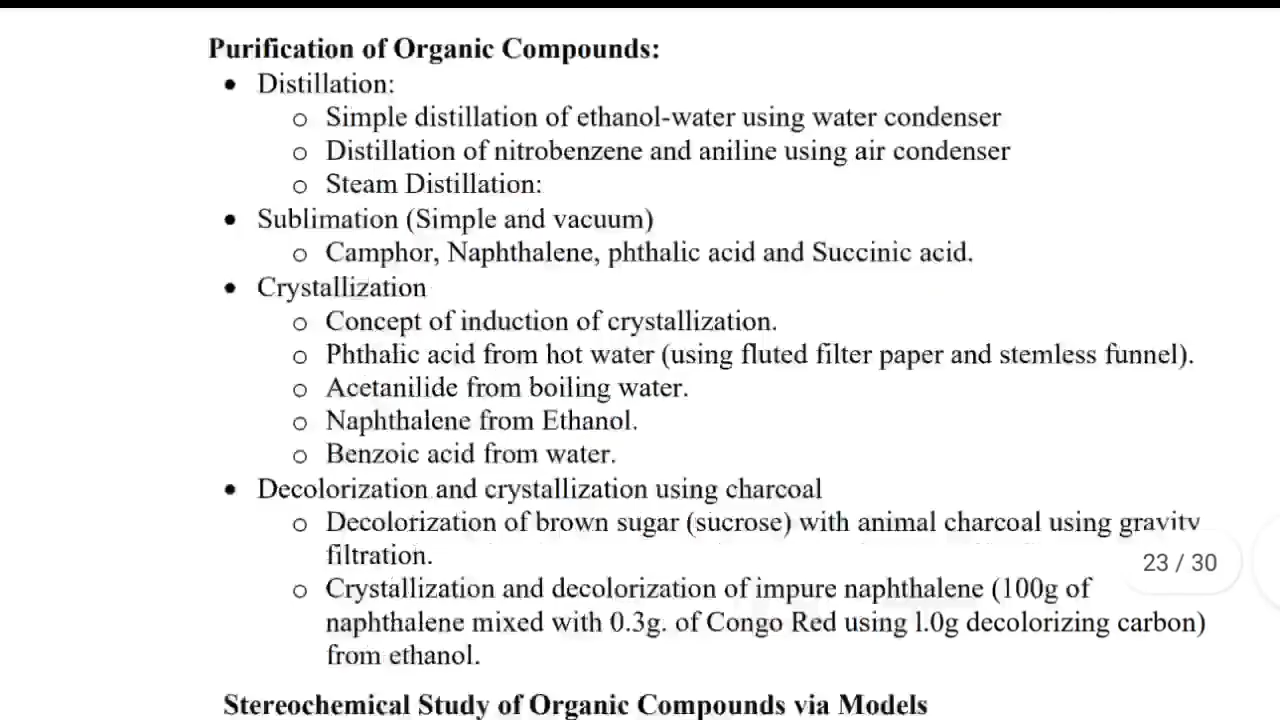 Purification of Organic Compounds:
• Distillation:
o Simple distillation of ethanol-water using water condenser
o Distillation of nitrobenzene and aniline using air condenser
o Steam Distillation:
• Sublimation (Simple and vacuum)
o Camphor, Naphthalene, phthalic acid and Succinic acid.
• Crystallization
o Concept of induction of crystallization.
o Phthalic acid from hot water (using fluted filter paper and stemless funnel).
o Acetanilide from boiling water.
o Naphthalene from Ethanol.
o Benzoic acid from water.
• Decolorization and crystallization using charcoal
o Decolorization of brown sugar (sucrose) with animal charcoal using gravity
filtration.
23 / 30
o Crystallization and decolorization of impure naphthalene (100g of
naphthalene mixed with 0.3g. of Congo Red using l.0g decolorizing carbon)
from ethanol.
Stereochemical Study of Organic Compounds via Models